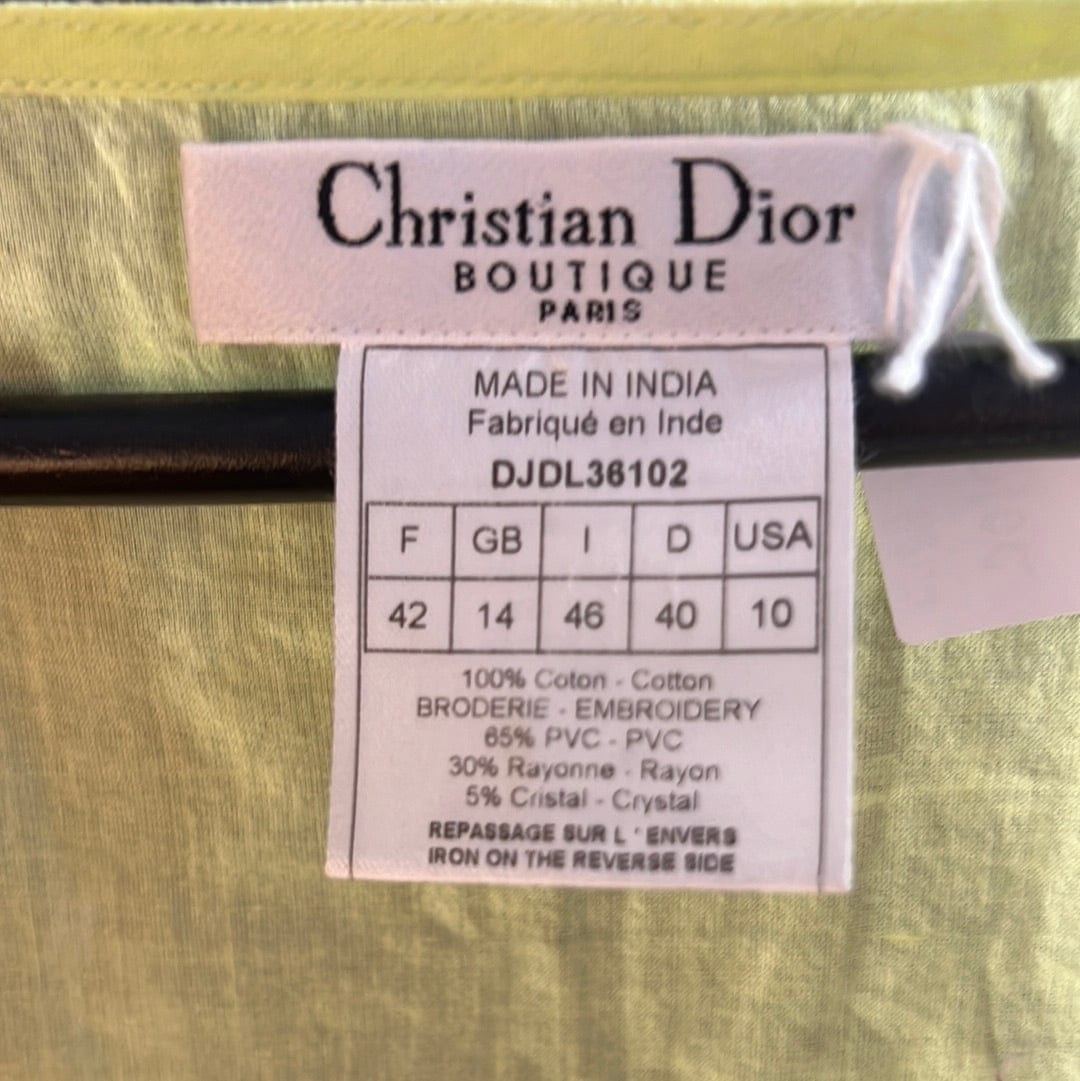 Christian Dior
BOUTIQUE
PARIS
MADE IN INDIA
Fabriqué en Inde
DJDL36102
F GB I D USA
42 14 46 40 10
100% Coton - Cotton
BRODERIE - EMBROIDERY
65% PVC - PVC
30% Rayonne - Rayon
5% Cristal - Crystal
REPASSAGE SUR L ' ENVERS
IRON ON THE REVERSE SIDE